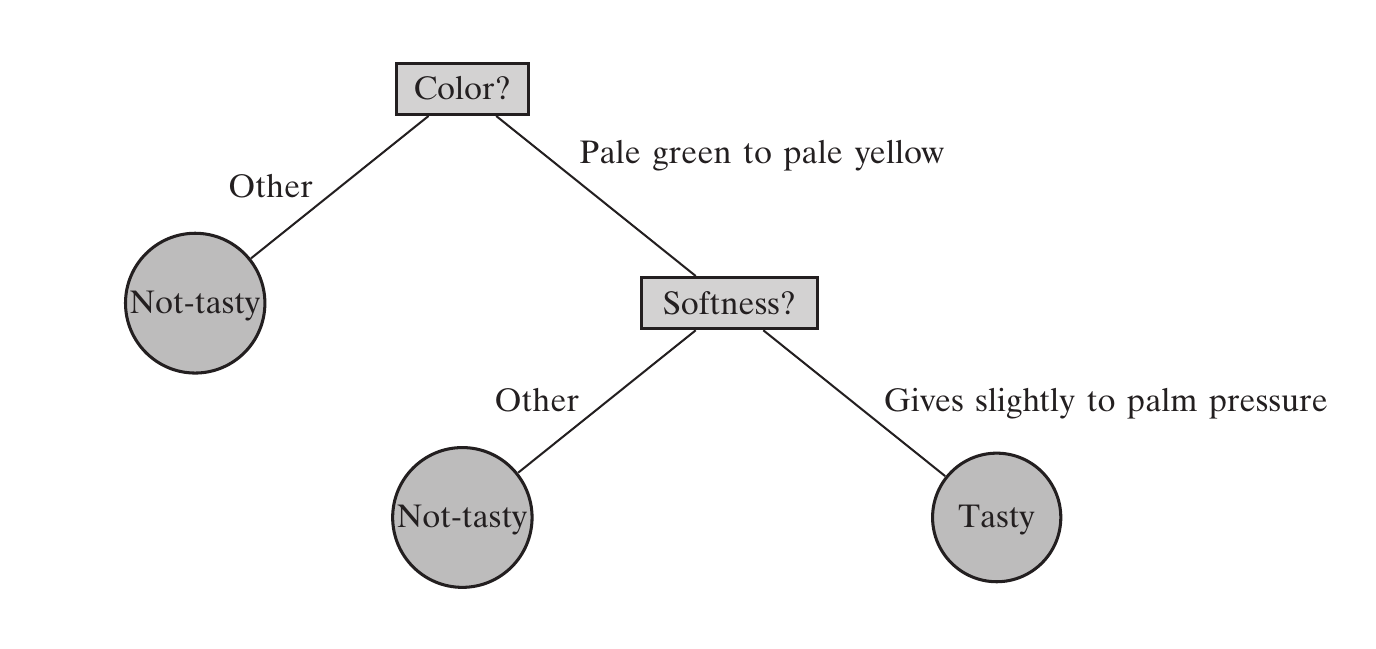 Color?
Pale green to pale yellow
Other
Not-tasty
Softness?
Other
Gives slightly to palm pressure
Not-tasty
Tasty